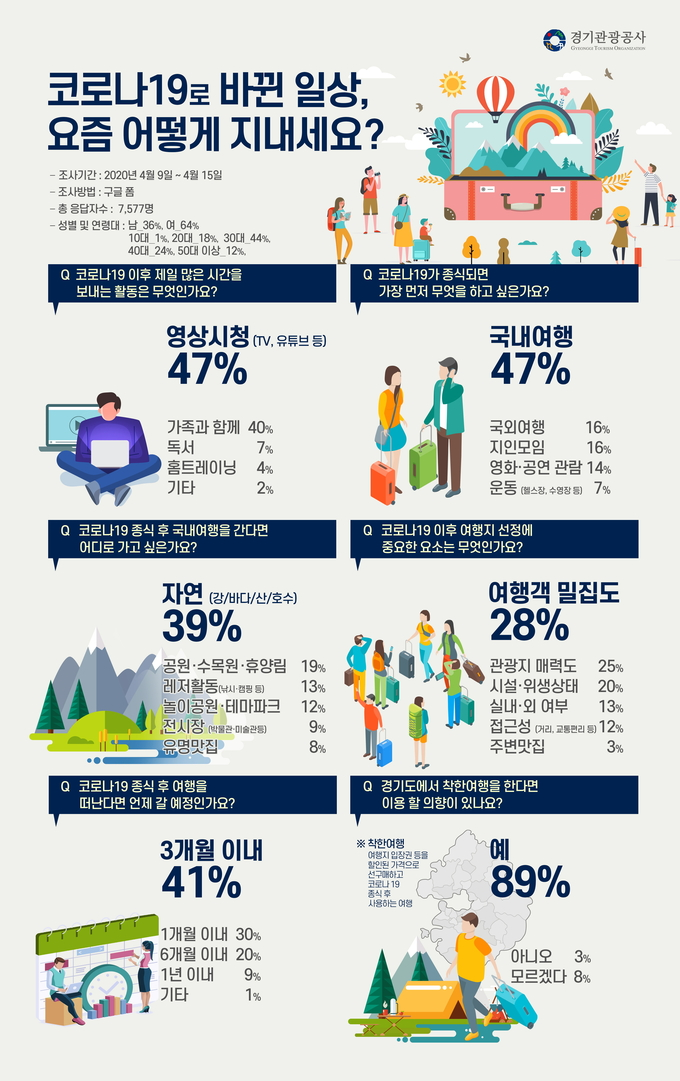 경기관광공사
GYEONGGI TOURISM ORGANIZATION
코로나19로 바뀐 일상,
요즘 어떻게 지내세요?
– 조사기간 : 2020년 4월 9일 ~ 4월 15일
– 조사방법 : 구글 폼
– 총 응답자수 : 7,577명
– 성별 및 연령대 : 남_36%, 여_64%
10대_1%, 20대_18%, 30대_44%,
40대_24%, 50대 이상_12%,
Q 코로나19 이후 제일 많은 시간을
보내는 활동은 무엇인가요?
영상시청 (TV, 유튜브 등)
47%
가족과 함께 40%
독서 7%
홈트레이닝 4%
기타 2%
Q 코로나19가 종식되면
가장 먼저 무엇을 하고 싶은가요?
국내여행
47%
국외여행 16%
지인모임 16%
영화·공연 관람 14%
운동 (헬스장, 수영장 등) 7%
Q 코로나19 종식 후 국내여행을 간다면
어디로 가고 싶은가요?
자연 (강/바다/산/호수)
39%
공원·수목원·휴양림 19%
레저활동(낚시·캠핑 등) 13%
놀이공원·테마파크 12%
전시장 (박물관·미술관등) 9%
유명맛집 8%
Q 코로나19 이후 여행지 선정에
중요한 요소는 무엇인가요?
여행객 밀집도
28%
관광지 매력도 25%
시설·위생상태 20%
실내·외 여부 13%
접근성 (거리, 교통편리 등) 12%
주변맛집 3%
Q 코로나19 종식 후 여행을
떠난다면 언제 갈 예정인가요?
3개월 이내
41%
1개월 이내 30%
6개월 이내 20%
1년 이내 9%
기타 1%
Q 경기도에서 착한여행을 한다면
이용 할 의향이 있나요?
※ 착한여행
여행지 입장권 등을
할인된 가격으로
선구매하고
코로나 19
종식 후
사용하는 여행
예
89%
아니오 3%
모르겠다 8%